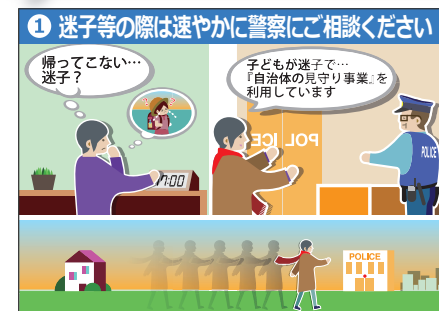 ❶ 迷子等の際は速やかに警察にご相談ください
帰ってこない…
迷子？
17:00
子どもが迷子で…
『自治体の見守り事業』を
利用しています
POLICE
POLICE
POLICE